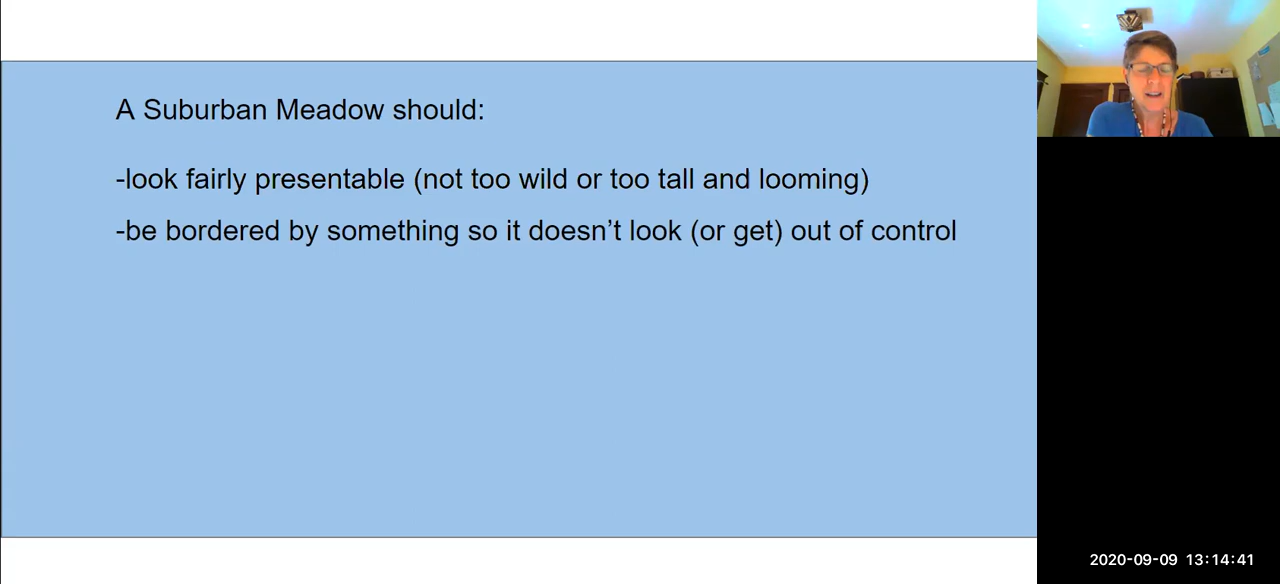 A Suburban Meadow should:
-look fairly presentable (not too wild or too tall and looming)
-be bordered by something so it doesn’t look (or get) out of control
2020-09-09 13:14:41